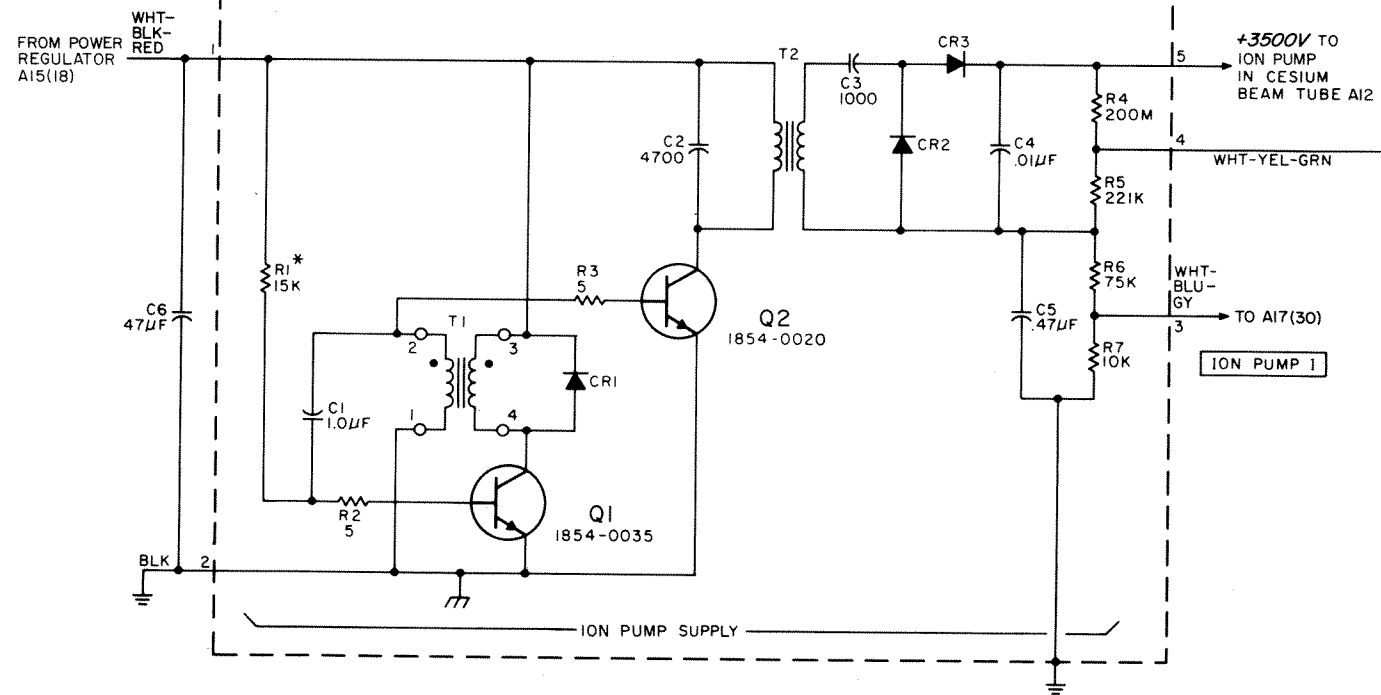 WHT-
BLK-
RED
FROM POWER
REGULATOR
A15(18)
1
T2
C3
1000
CR3
5
+3500V TO
ION PUMP
IN CESIUM
BEAM TUBE A12
R4
200M
C2
4700
CR2
C4
.01µF
4
WHT-YEL-GRN
R5
221K
R1*
15K
R3
5
C6
47µF
T1
2
3
Q2
1854-0020
C5
.47µF
R6
75K
WHT-
BLU-
GY
3
TO A17(30)
R7
10K
ION PUMP I
CR1
C1
1.0µF
1
4
R2
5
Q1
1854-0035
BLK
2
ION PUMP SUPPLY